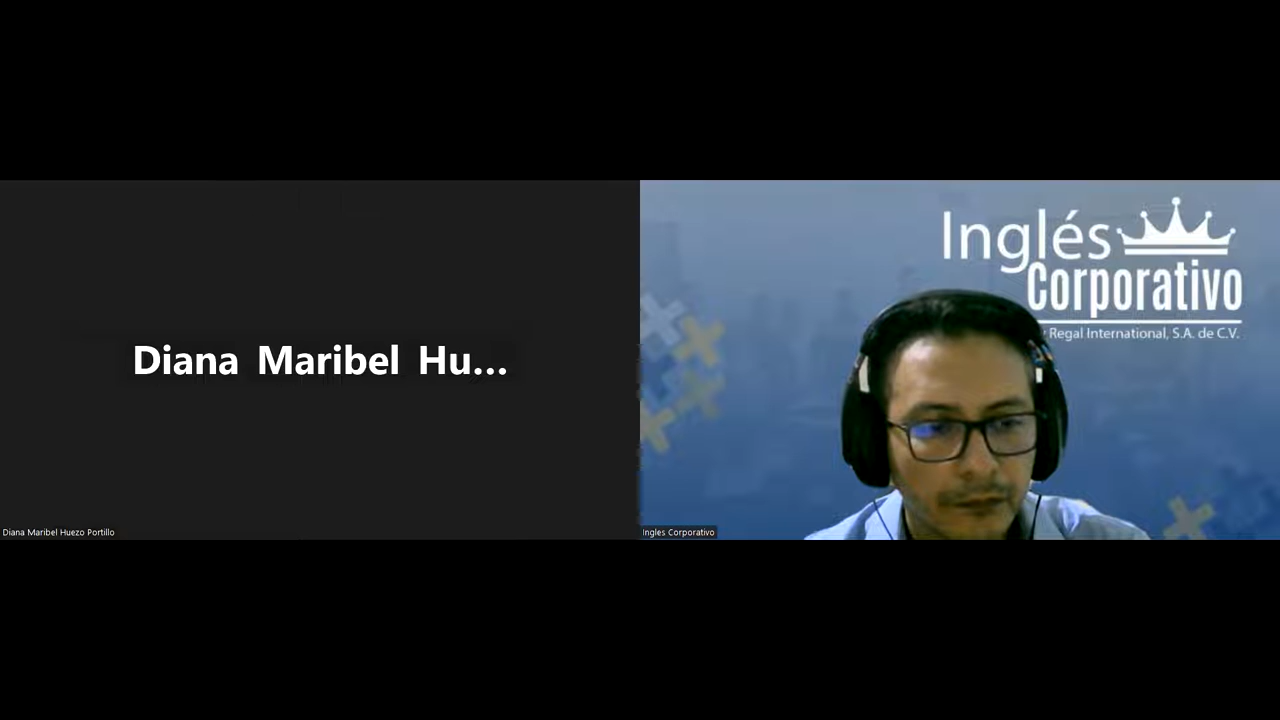 Diana Maribel Hu...
Diana Maribel Huezo Portillo
Inglés
Corporativo
Regal International, S.A. de C.V.
Ingles Corporativo